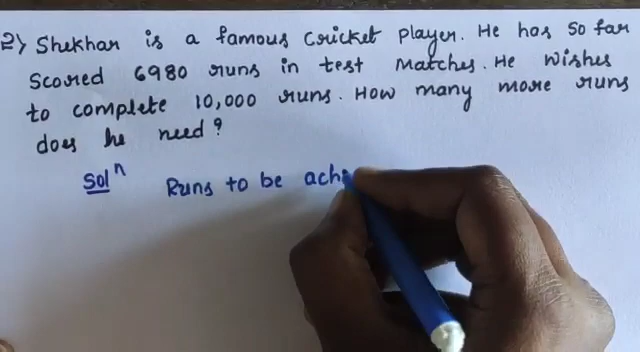 2) Shekhar is a famous cricket player. He has so far
scored 6980 runs in test matches. He wishes
to complete 10,000 runs. How many more runs
does he need?
Solⁿ Runs to be ach